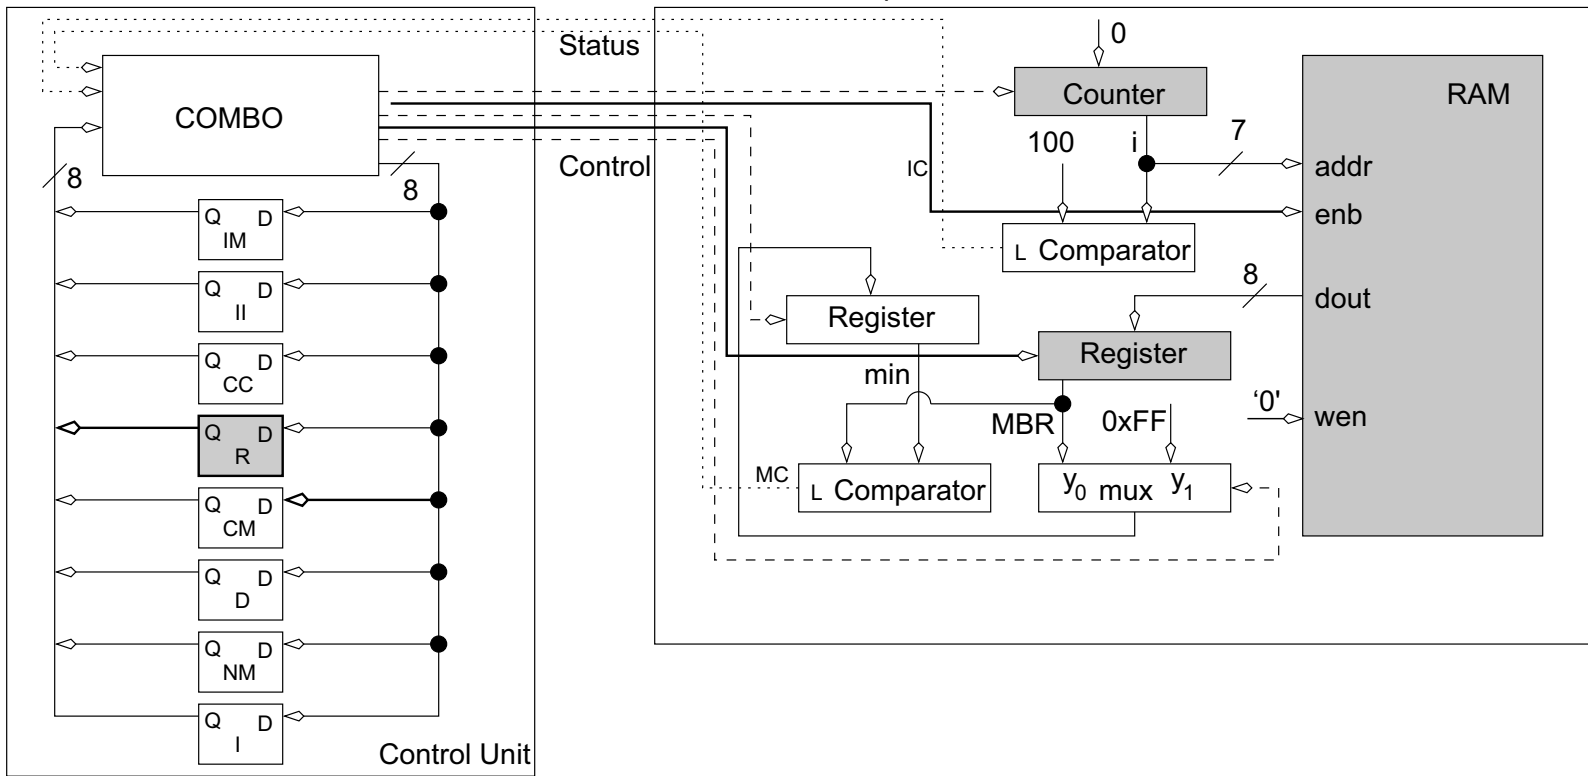 Status
0
Counter
RAM
COMBO
100
i
7
Control
IC
addr
8
8
enb
Q D
IM
L Comparator
Q D
II
8
dout
Register
Register
Q D
CC
min
MBR
0xFF
'0'
wen
Q D
R
MC
L Comparator
y0 mux y1
Q D
CM
Q D
D
Q D
NM
Q D
I
Control Unit